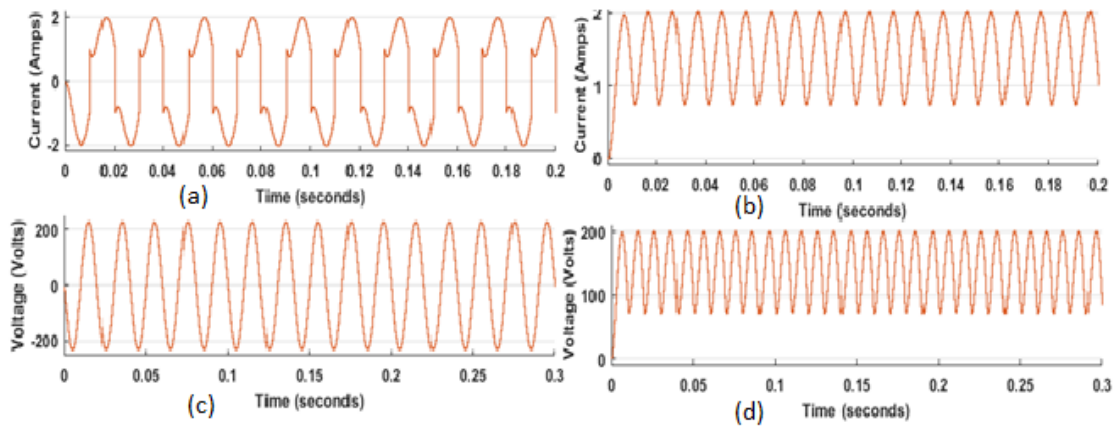 Current (Amps)
2
0
-2
0 0.02 0.04 0.06 0.08 0.1 0.12 0.14 0.16 0.18 0.2
(a)
Time (seconds)
Current (Amps)
2
1
0
0 0.02 0.04 0.06 0.08 0.1 0.12 0.14 0.16 0.18 0.2
(b)
Time (seconds)
Voltage (Volts)
200
0
-200
0 0.05 0.1 0.15 0.2 0.25 0.3
(c)
Time (seconds)
Voltage (Volts)
200
100
0
0 0.05 0.1 0.15 0.2 0.25 0.3
(d)
Time (seconds)